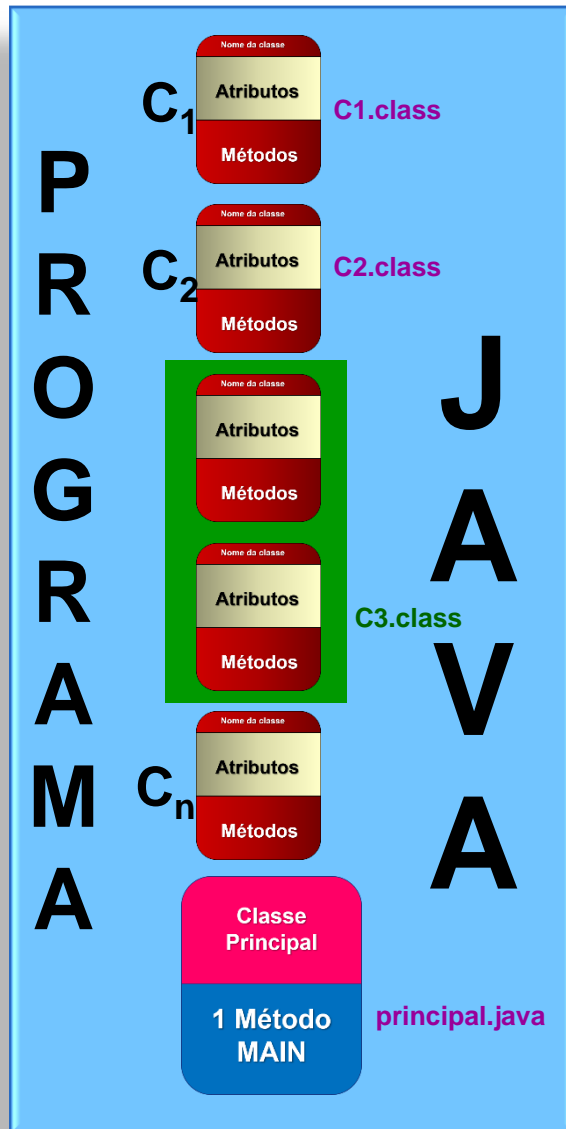 PROGRAMA
JAVA
Nome da classe
C1
Atributos
C1.class
Métodos
Nome da classe
C2
Atributos
C2.class
Métodos
Nome da classe
Atributos
Métodos
Nome da classe
Atributos
C3.class
Métodos
Nome da classe
Cn
Atributos
Métodos
Classe
Principal
1 Método
MAIN
principal.java